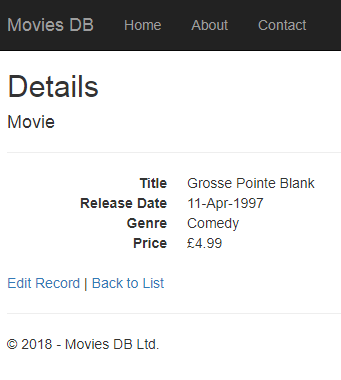 Movies DB Home About Contact
Details
Movie
Title Grosse Pointe Blank
Release Date 11-Apr-1997
Genre Comedy
Price £4.99
Edit Record | Back to List
© 2018 - Movies DB Ltd.